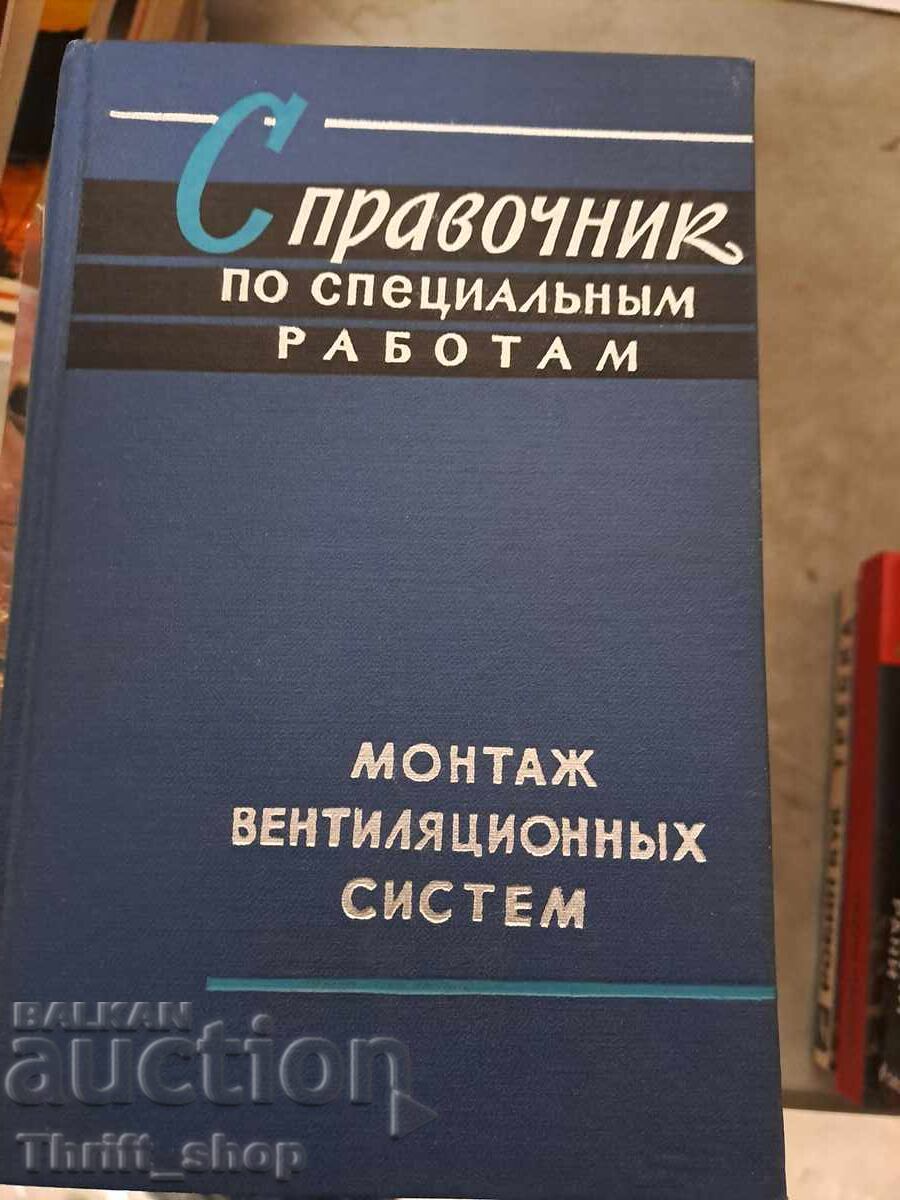 Справочник
ПО СПЕЦИАЛЬНЫМ
РАБОТАМ
МОНТАЖ
ВЕНТИЛЯЦИОННЫХ
СИСТЕМ
BALKAN
auction
Thrift_shop